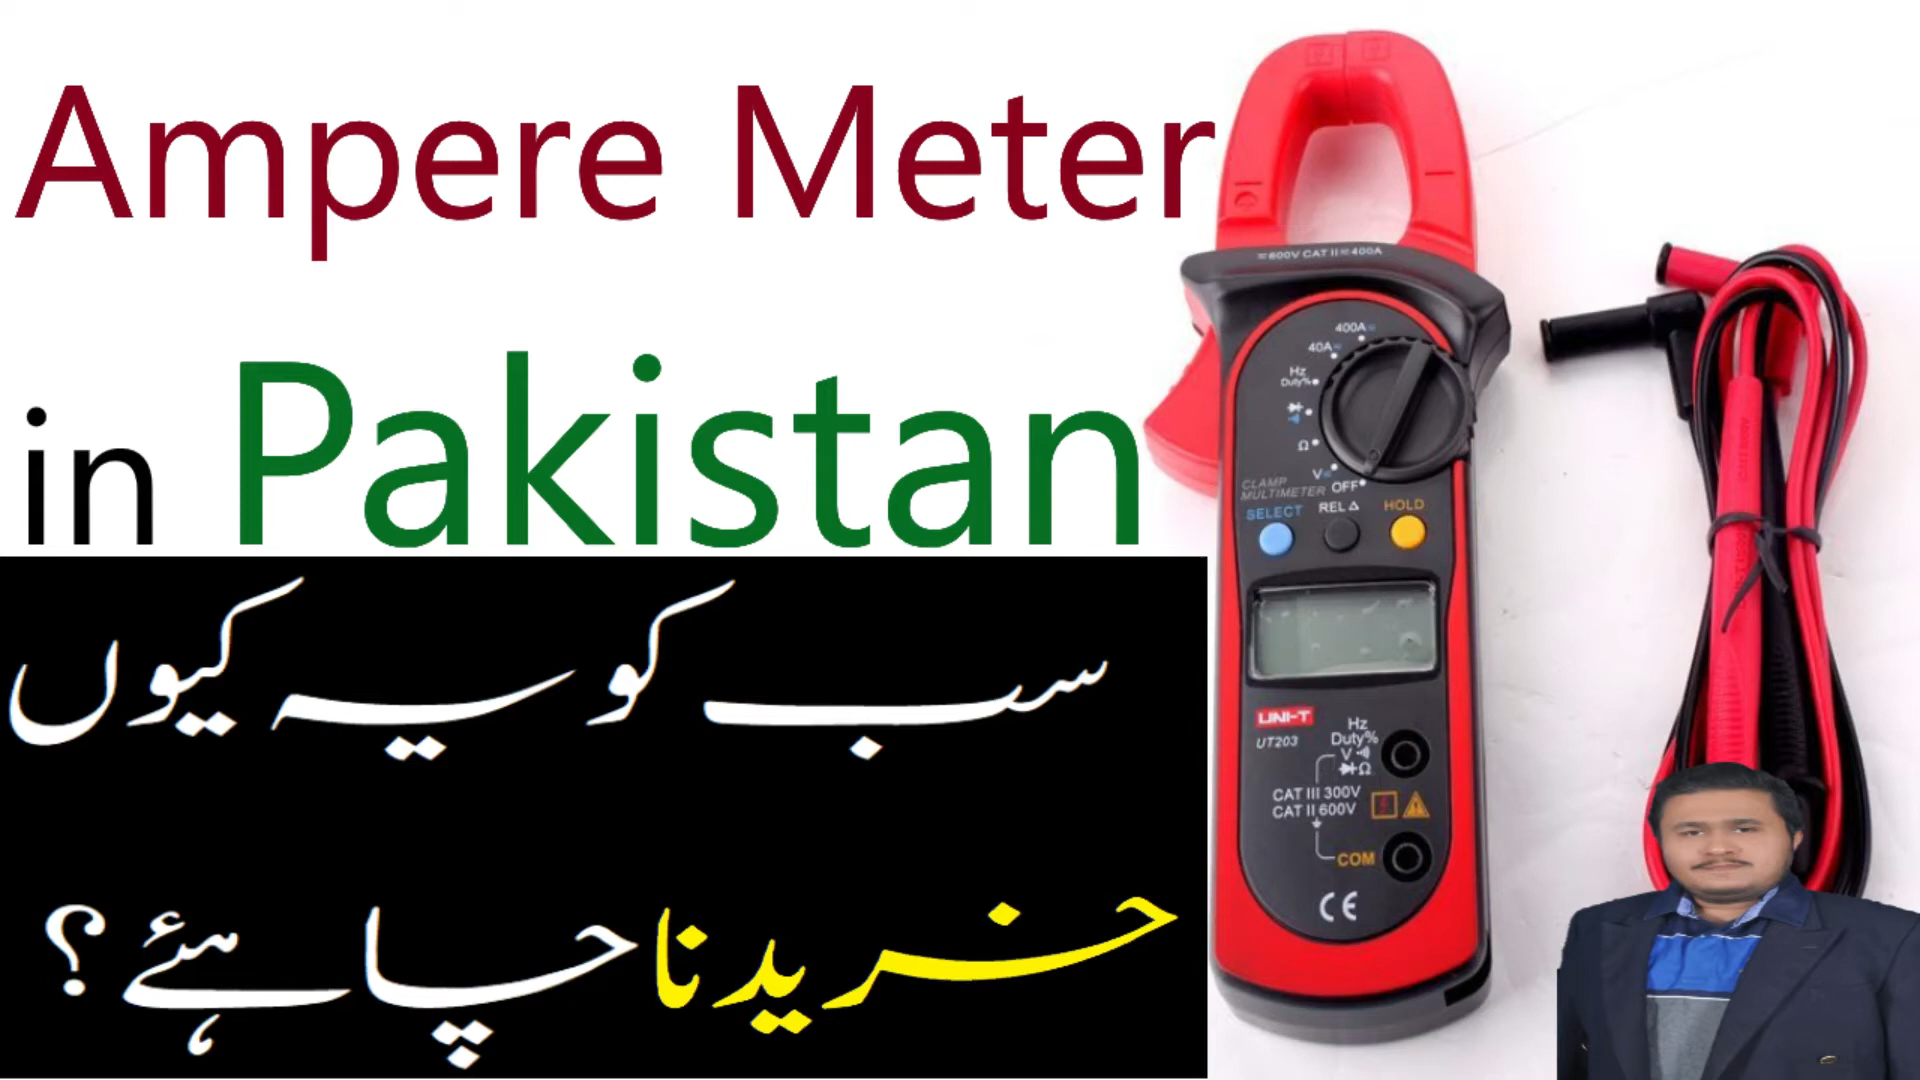 Ampere Meter
in Pakistan
سب کو یہ کیوں
خریدنا چاہئے؟
=600V CAT II=400A
400A
40A
Hz
Duty%
Ω
V
OFF
CLAMP
MULTIMETER
SELECT
REL Δ
HOLD
UNI-T
UT203
Hz
Duty%
V
Ω
CAT III 300V
CAT II 600V
COM
CE